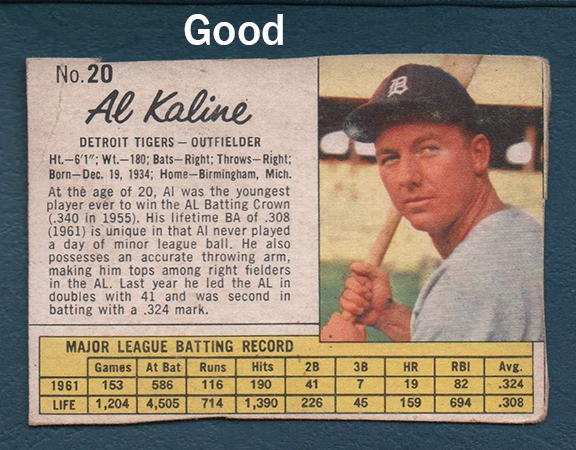 Good
No. 20
Al Kaline
DETROIT TIGERS — OUTFIELDER
Ht.—6'1"; Wt.—180; Bats—Right; Throws—Right;
Born—Dec. 19, 1934; Home—Birmingham, Mich.
At the age of 20, Al was the youngest
player ever to win the AL Batting Crown
(.340 in 1955). His lifetime BA of .308
(1961) is unique in that Al never played
a day of minor league ball. He also
possesses an accurate throwing arm,
making him tops among right fielders
in the AL. Last year he led the AL in
doubles with 41 and was second in
batting with a .324 mark.
D
MAJOR LEAGUE BATTING RECORD
Games At Bat Runs Hits 2B 3B HR RBI Avg.
1961 153 586 116 190 41 7 19 82 .324
LIFE 1,204 4,505 714 1,390 226 45 159 694 .308